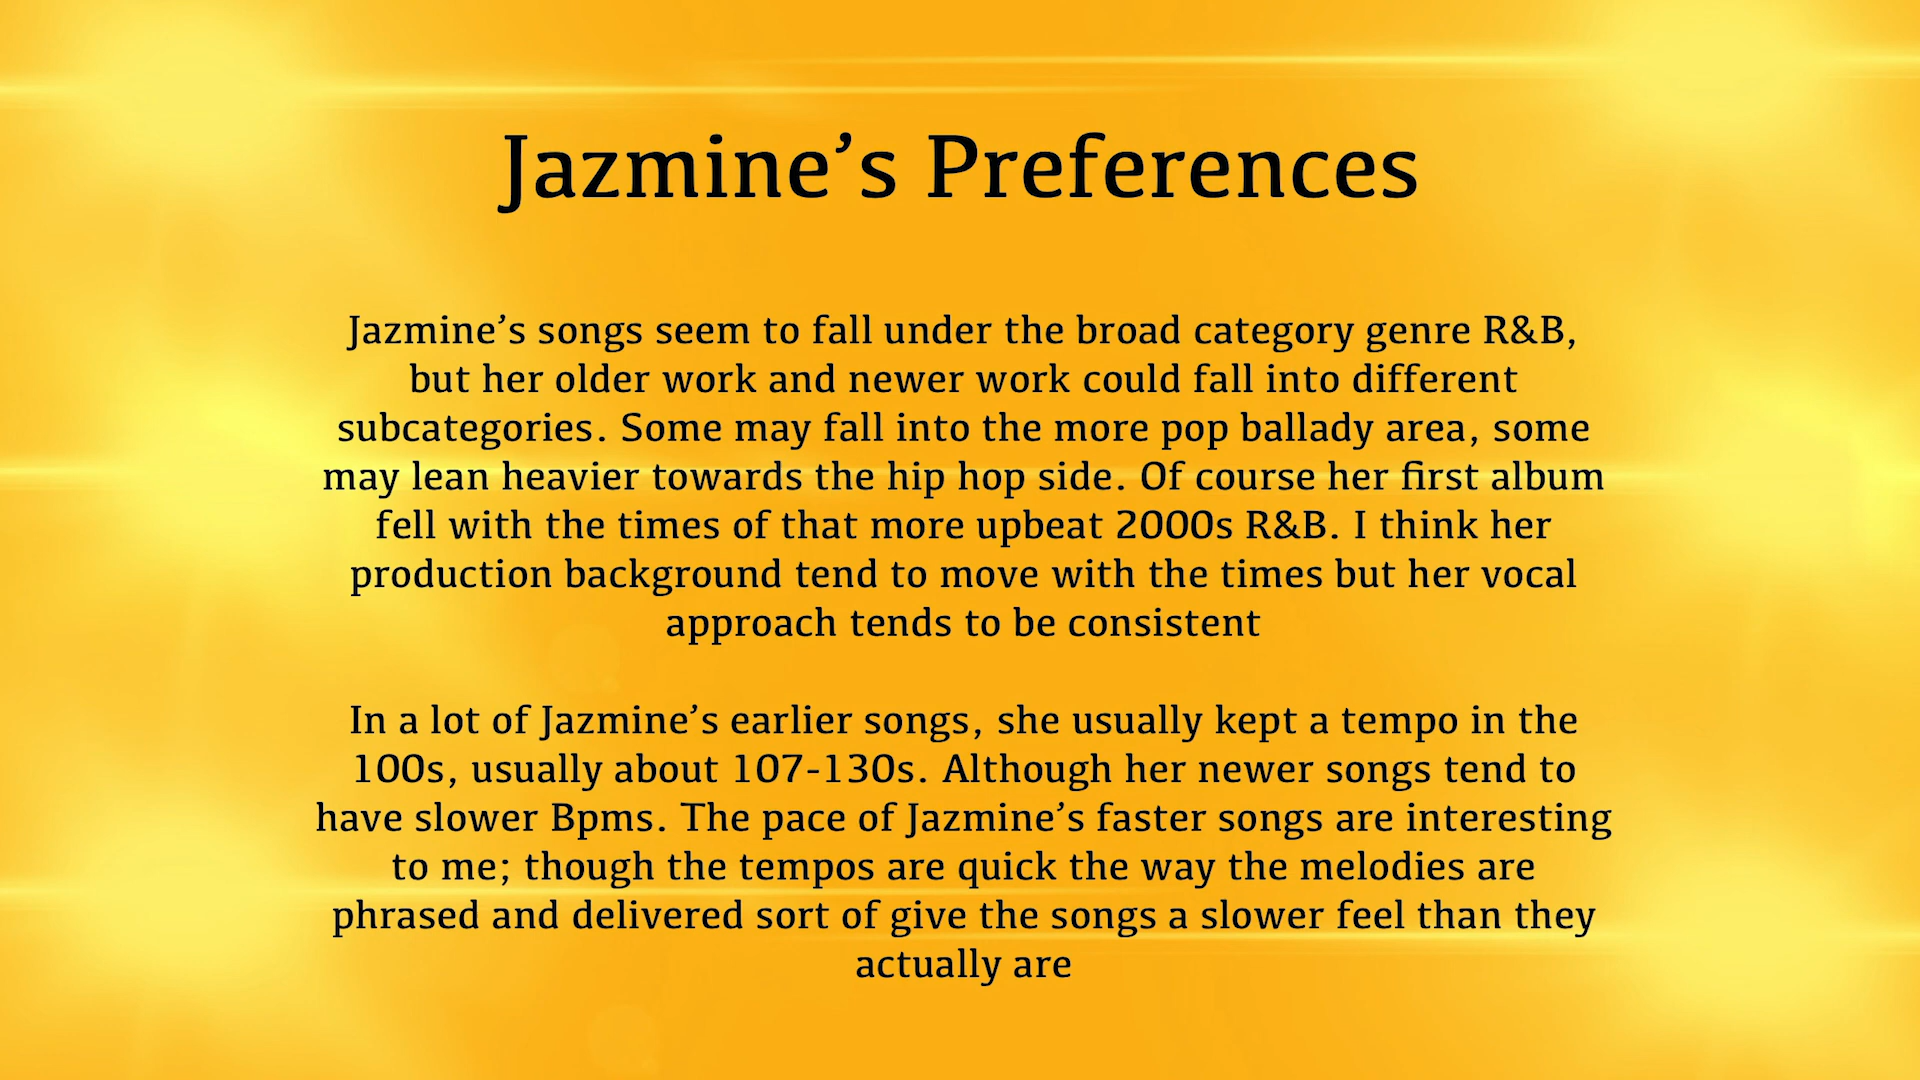 Jazmine’s Preferences
Jazmine’s songs seem to fall under the broad category genre R&B,
but her older work and newer work could fall into different
subcategories. Some may fall into the more pop ballady area, some
may lean heavier towards the hip hop side. Of course her first album
fell with the times of that more upbeat 2000s R&B. I think her
production background tend to move with the times but her vocal
approach tends to be consistent
In a lot of Jazmine’s earlier songs, she usually kept a tempo in the
100s, usually about 107-130s. Although her newer songs tend to
have slower Bpms. The pace of Jazmine’s faster songs are interesting
to me; though the tempos are quick the way the melodies are
phrased and delivered sort of give the songs a slower feel than they
actually are